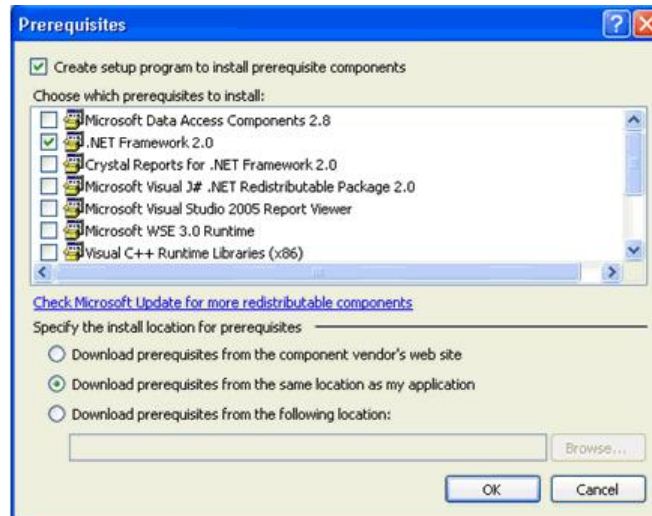 Prerequisites
Create setup program to install prerequisite components
Choose which prerequisites to install:
Microsoft Data Access Components 2.8
.NET Framework 2.0
Crystal Reports for .NET Framework 2.0
Microsoft Visual J# .NET Redistributable Package 2.0
Microsoft Visual Studio 2005 Report Viewer
Microsoft WSE 3.0 Runtime
Visual C++ Runtime Libraries (x86)
Check Microsoft Update for more redistributable components
Specify the install location for prerequisites
Download prerequisites from the component vendor's web site
Download prerequisites from the same location as my application
Download prerequisites from the following location:
Browse...
OK Cancel